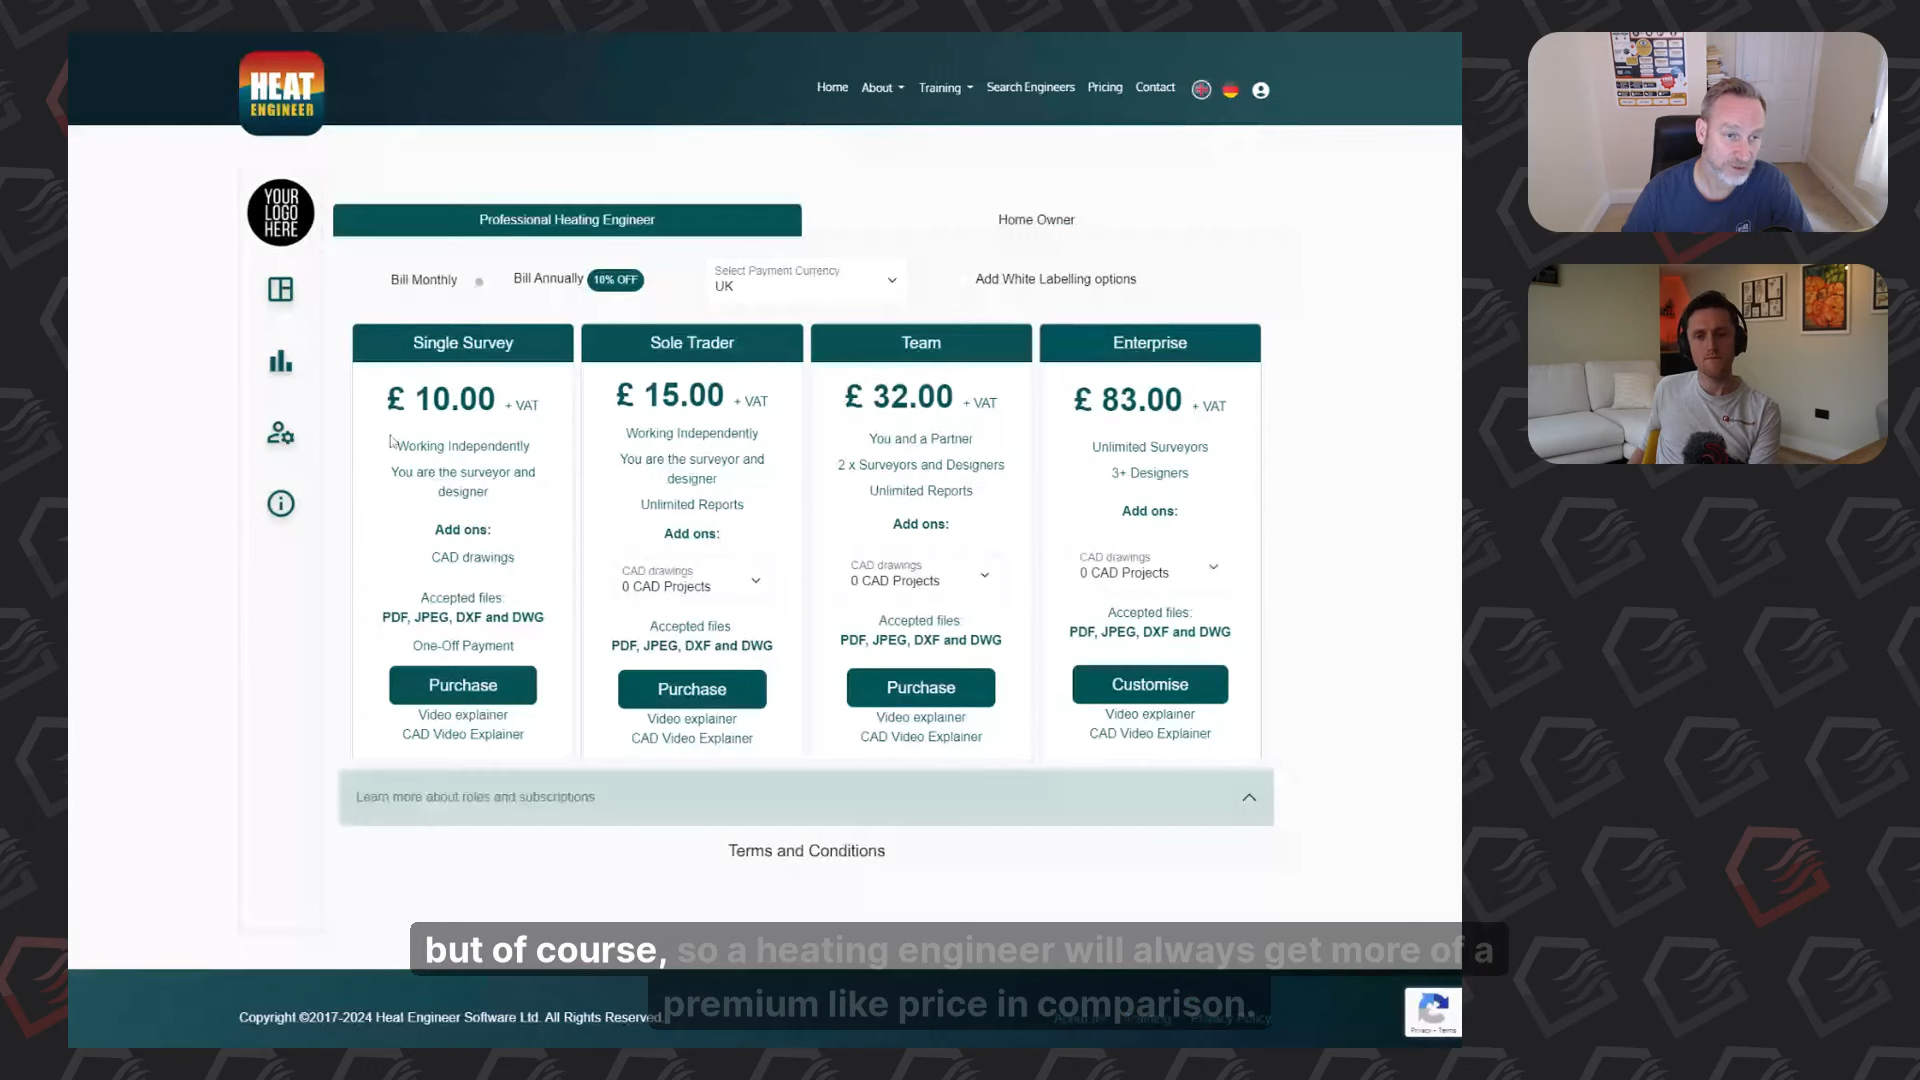 HEAT
ENGINEER
Home About Training Search Engineers Pricing Contact
YOUR
LOGO
HERE
Professional Heating Engineer
Home Owner
Bill Monthly
Bill Annually 10% OFF
Select Payment Currency
UK
Add White Labelling options
Single Survey
£ 10.00 + VAT
Working Independently
You are the surveyor and
designer
Add ons:
CAD drawings
Accepted files:
PDF, JPEG, DXF and DWG
One-Off Payment
Purchase
Video explainer
CAD Video Explainer
Sole Trader
£ 15.00 + VAT
Working Independently
You are the surveyor and
designer
Unlimited Reports
Add ons:
CAD drawings
0 CAD Projects
Accepted files
PDF, JPEG, DXF and DWG
Purchase
Video explainer
CAD Video Explainer
Team
£ 32.00 + VAT
You and a Partner
2 x Surveyors and Designers
Unlimited Reports
Add ons:
CAD drawings
0 CAD Projects
Accepted files
PDF, JPEG, DXF and DWG
Purchase
Video explainer
CAD Video Explainer
Enterprise
£ 83.00 + VAT
Unlimited Surveyors
3+ Designers
Add ons:
CAD drawings
0 CAD Projects
Accepted files:
PDF, JPEG, DXF and DWG
Customise
Video explainer
CAD Video Explainer
Learn more about roles and subscriptions
Terms and Conditions
but of course, so a heating engineer will always get more of a
premium like price in comparison.
Copyright ©2017-2024 Heat Engineer Software Ltd. All Rights Reserved.
Privacy Policy
Privacy - Terms